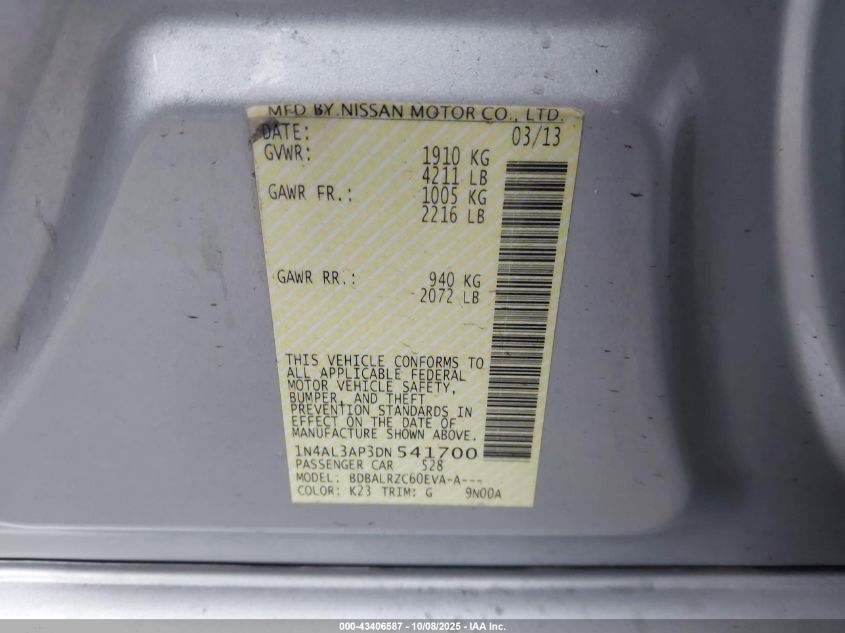 MFD BY NISSAN MOTOR CO., LTD.
DATE: 03/13
GVWR: 1910 KG
4211 LB
GAWR FR.: 1005 KG
2216 LB
GAWR RR.: 940 KG
2072 LB
THIS VEHICLE CONFORMS TO
ALL APPLICABLE FEDERAL
MOTOR VEHICLE SAFETY,
BUMPER, AND THEFT
PREVENTION STANDARDS IN
EFFECT ON THE DATE OF
MANUFACTURE SHOWN ABOVE.
1N4AL3AP3DN541700
PASSENGER CAR 528
MODEL: BDBALRZC60EVA-A---
COLOR: K23 TRIM: G 9N00A
000-43406587 - 10/08/2025 - IAA Inc.